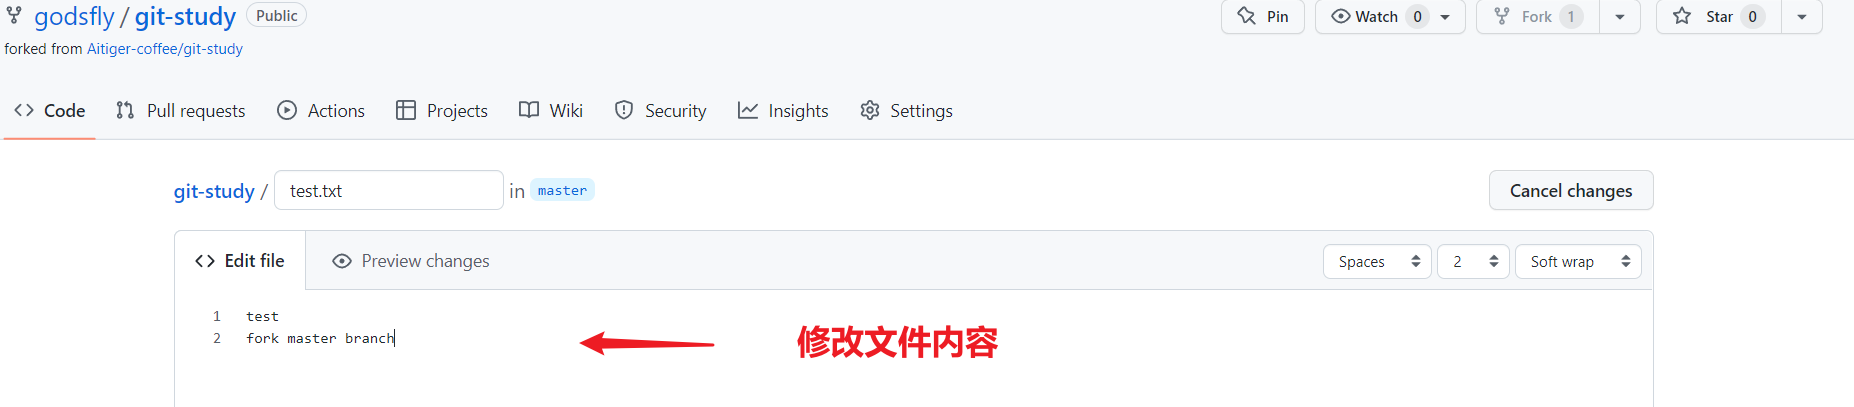 godsfly / git-study Public
Pin
Watch 0
Fork 1
Star 0
forked from Aitiger-coffee/git-study
Code
Pull requests
Actions
Projects
Wiki
Security
Insights
Settings
git-study / test.txt in master
Cancel changes
Edit file
Preview changes
Spaces
2
Soft wrap
1 test
2 fork master branch
修改文件内容